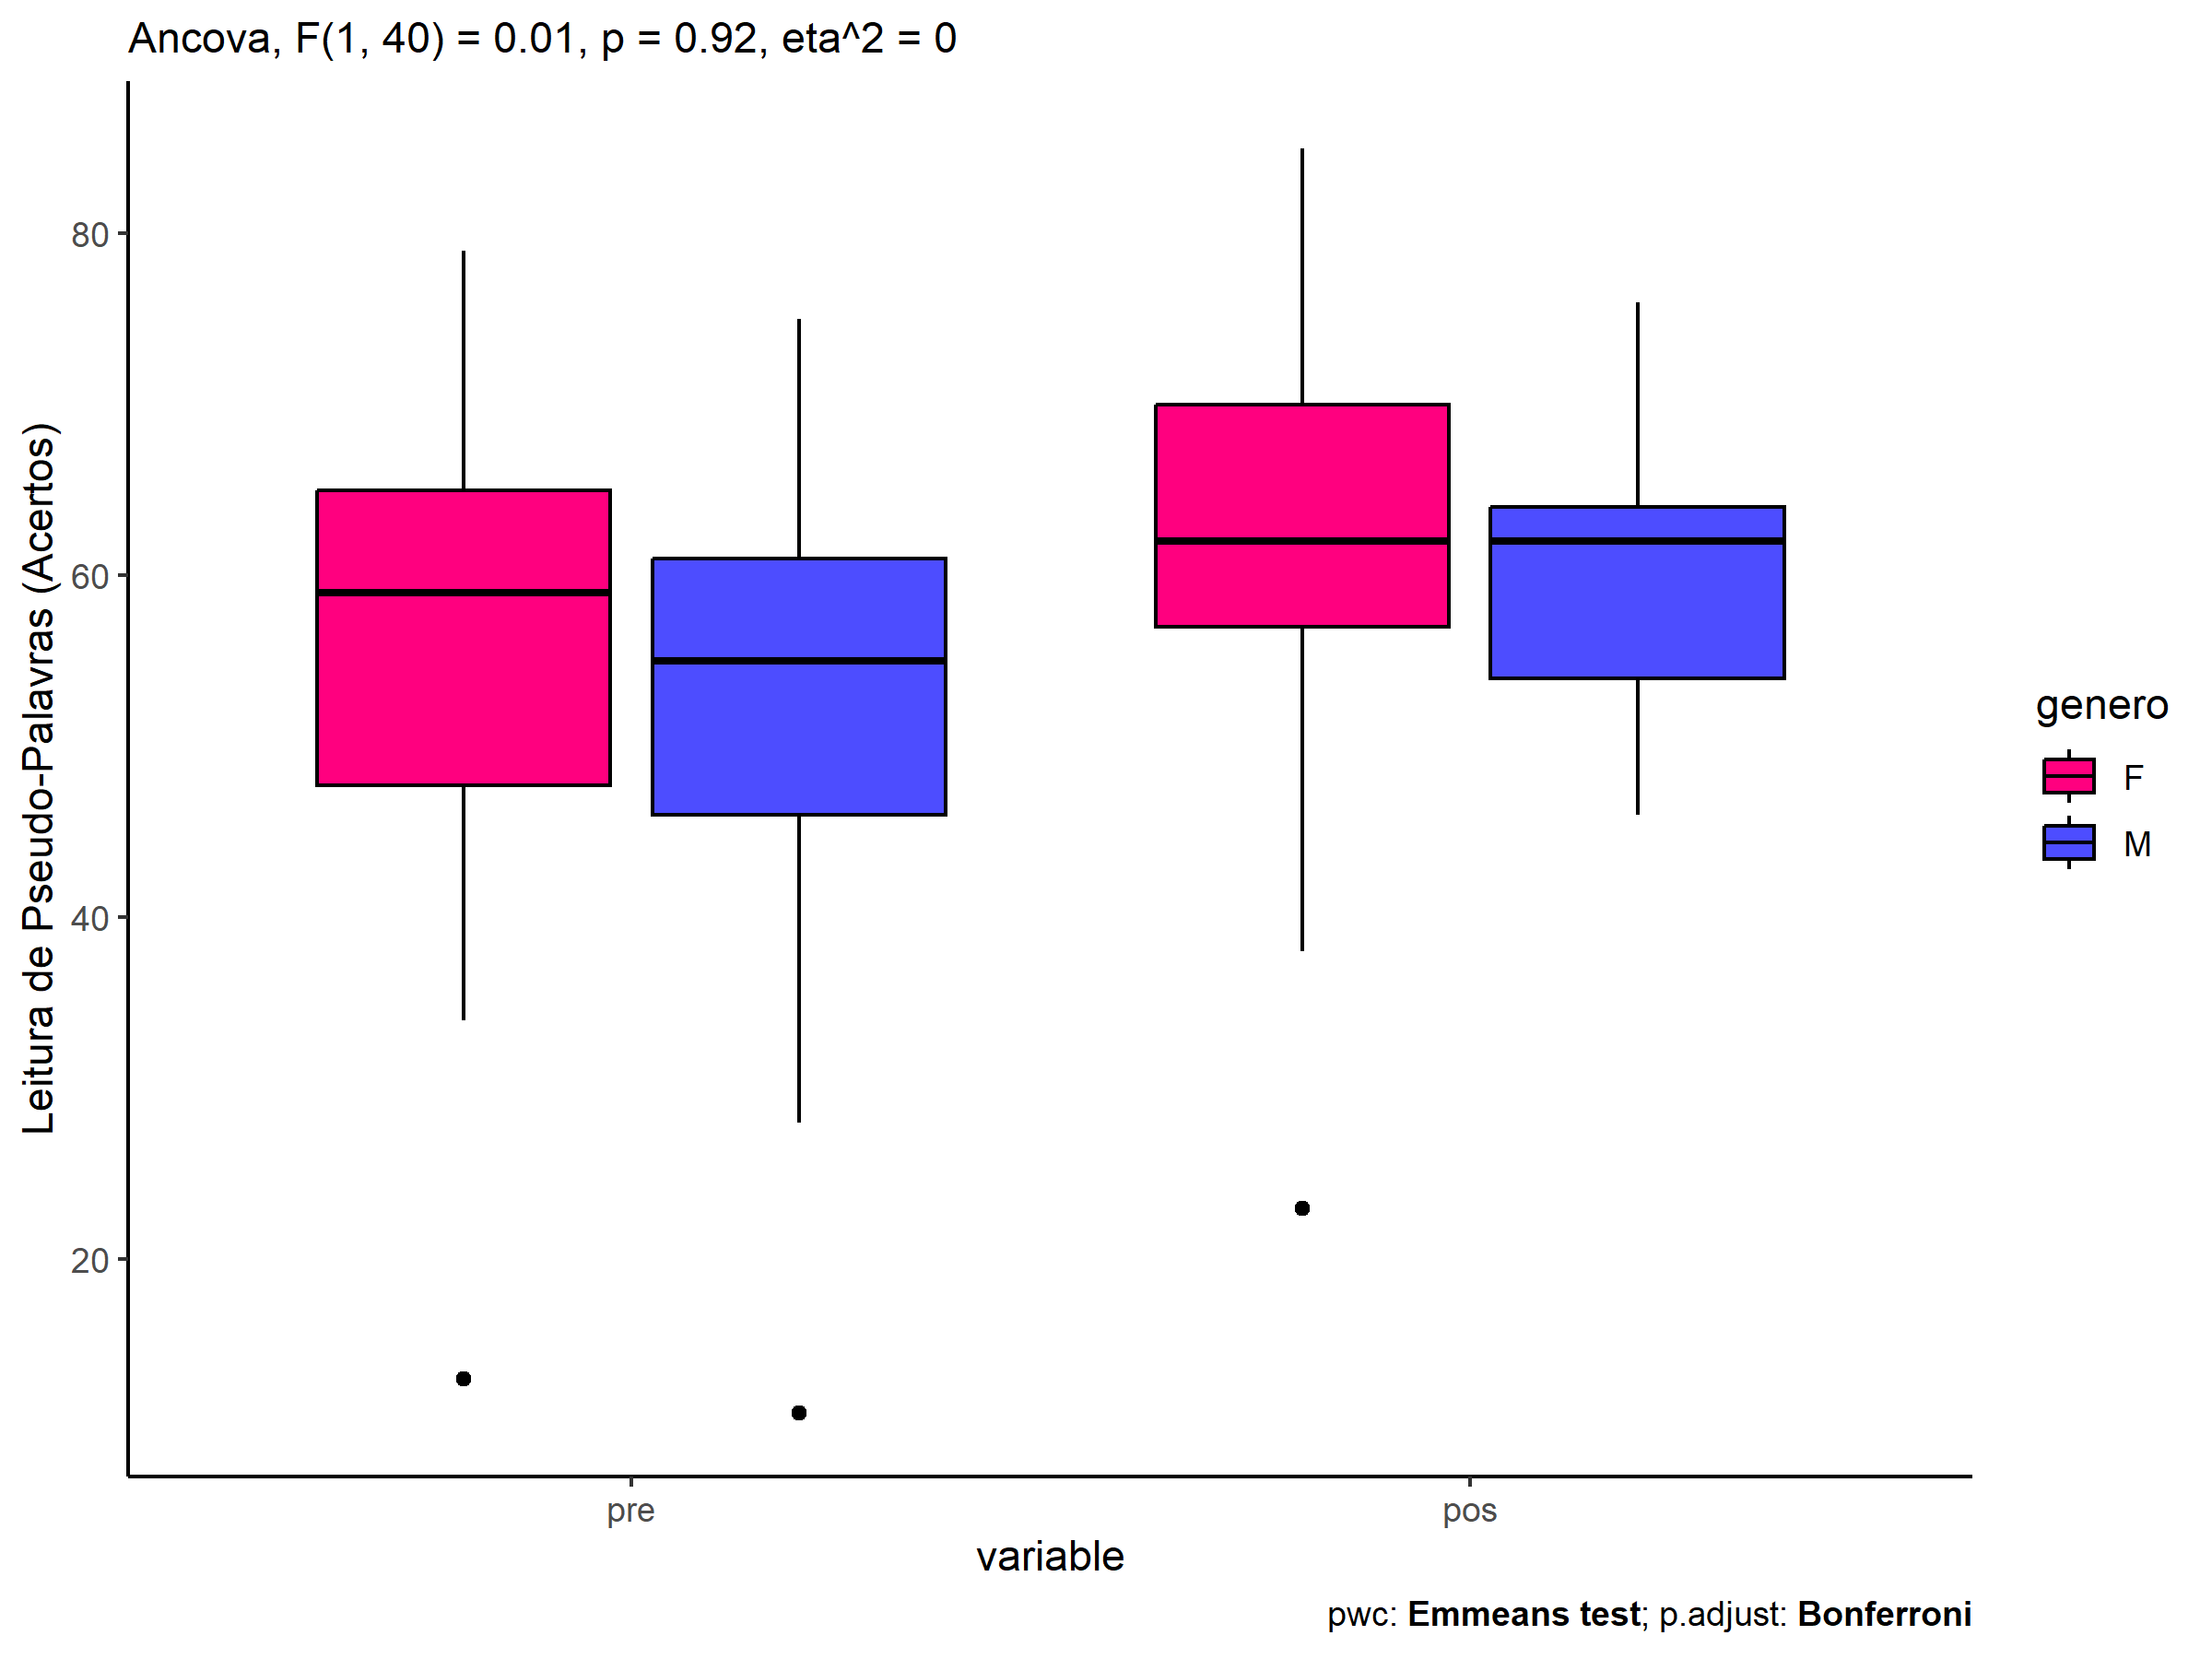 Ancova, F(1, 40) = 0.01, p = 0.92, eta^2 = 0
Leitura de Pseudo-Palavras (Acertos)
80
60
40
20
pre
pos
variable
genero
F
M
pwc: Emmeans test; p.adjust: Bonferroni